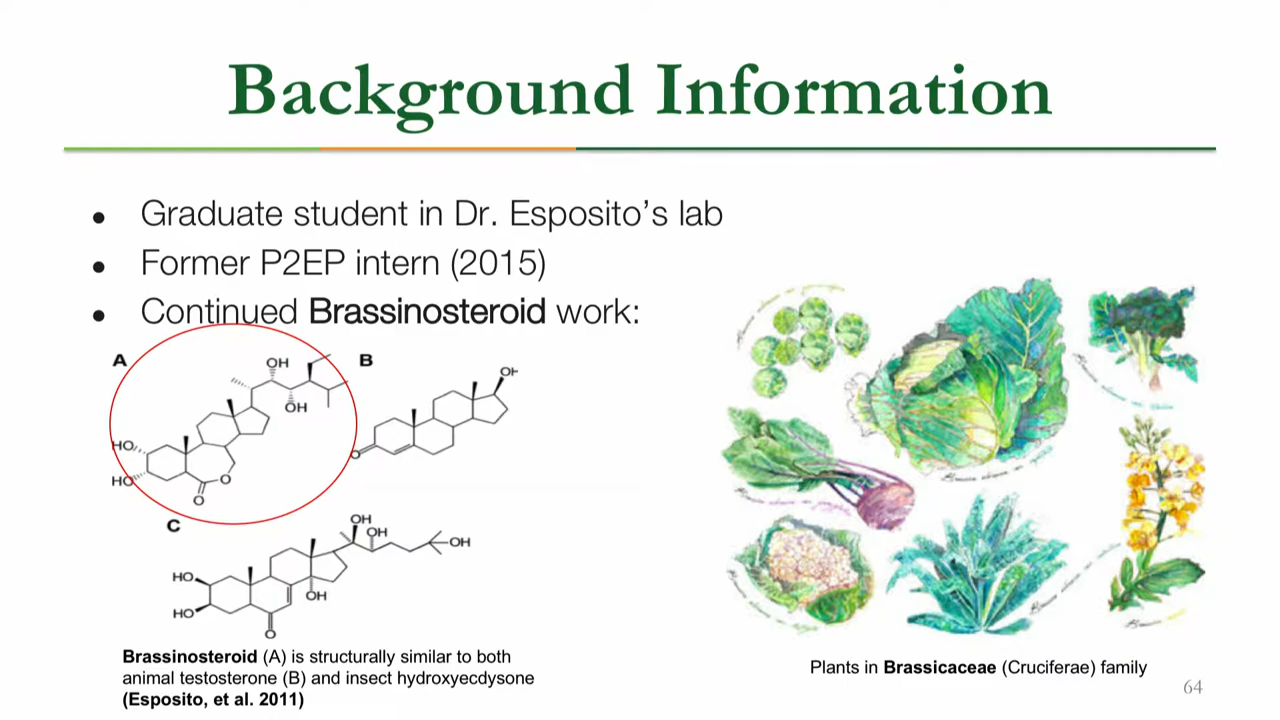 Background Information
● Graduate student in Dr. Esposito's lab
● Former P2EP intern (2015)
● Continued Brassinosteroid work:
A
B
OH
OH
HO
HO
O
O
OH
O
C
OH
OH
OH
HO
HO
OH
O
Brassinosteroid (A) is structurally similar to both
animal testosterone (B) and insect hydroxyecdysone
(Esposito, et al. 2011)
Plants in Brassicaceae (Cruciferae) family
64